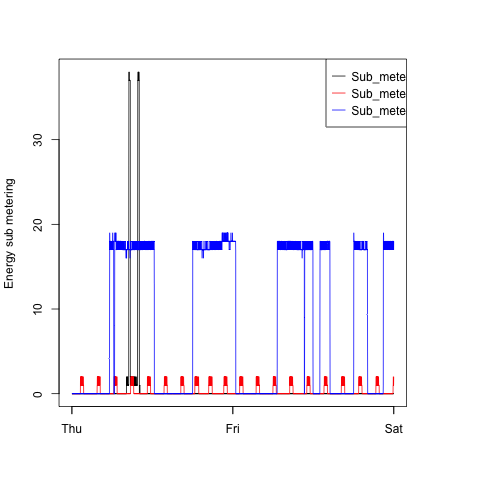 Sub_mete
Sub_mete
Sub_mete
Energy sub metering
30
20
10
0
Thu Fri Sat